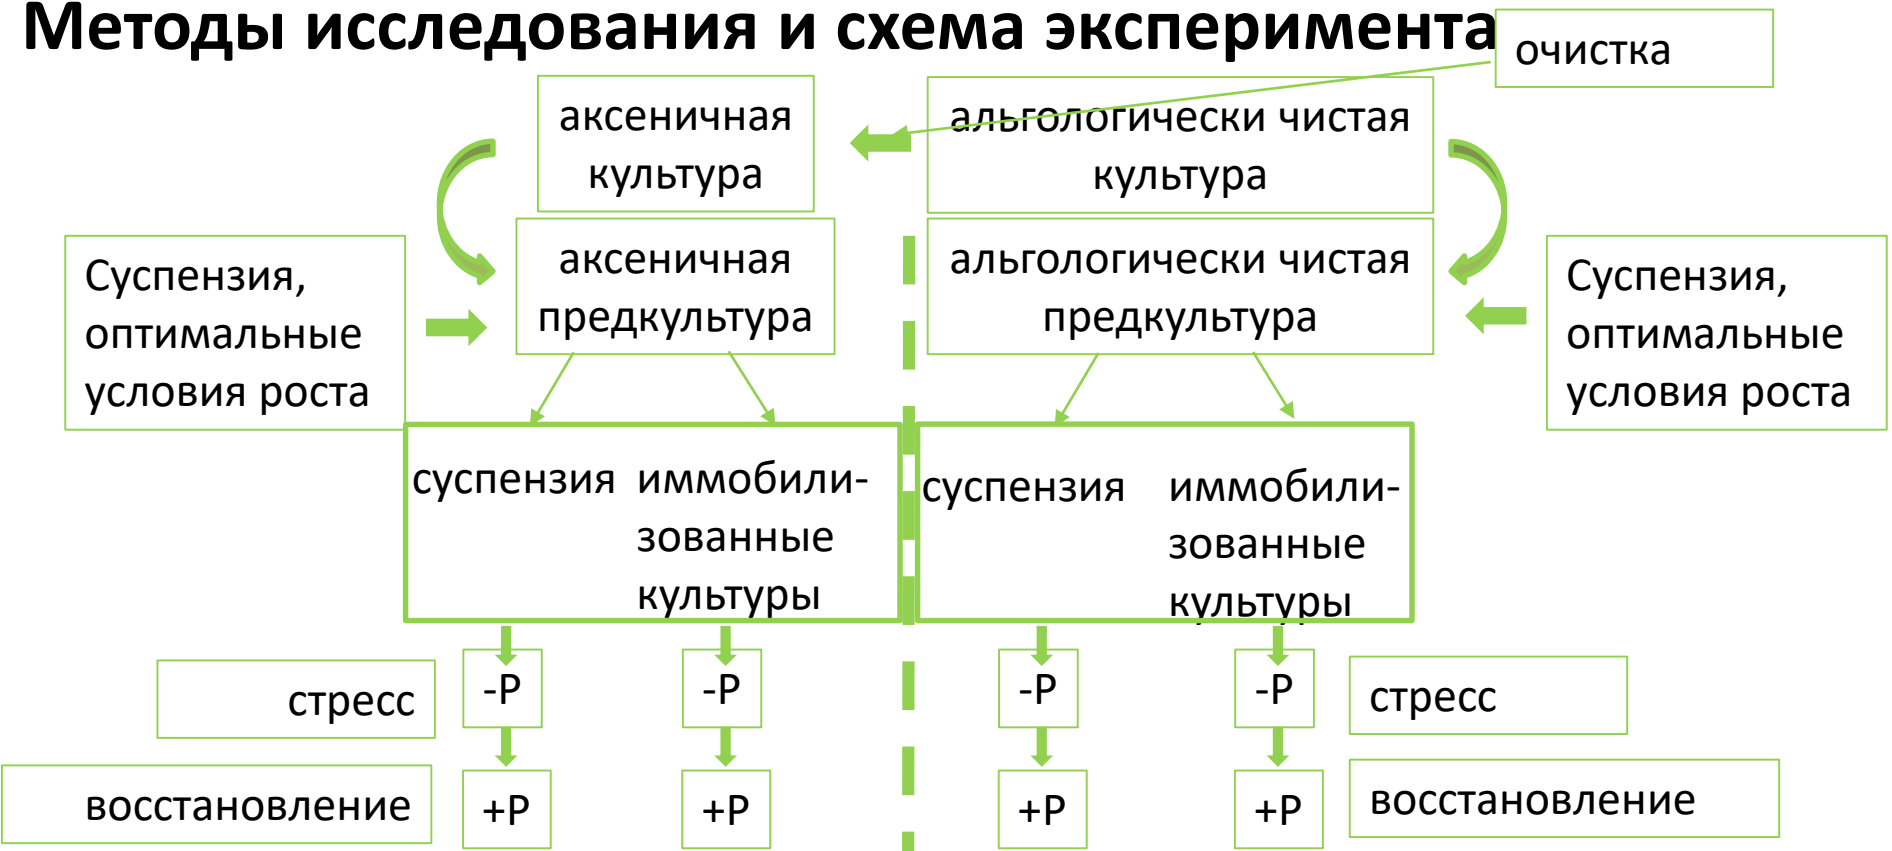 Методы исследования и схема эксперимента
очистка
аксеничная
культура
альгологически чистая
культура
Суспензия,
оптимальные
условия роста
аксеничная
предкультура
альгологически чистая
предкультура
Суспензия,
оптимальные
условия роста
суспензия
иммобили-
зованные
культуры
суспензия
иммобили-
зованные
культуры
стресс
-Р
-Р
-Р
-Р
стресс
восстановление
+Р
+Р
+Р
+Р
восстановление